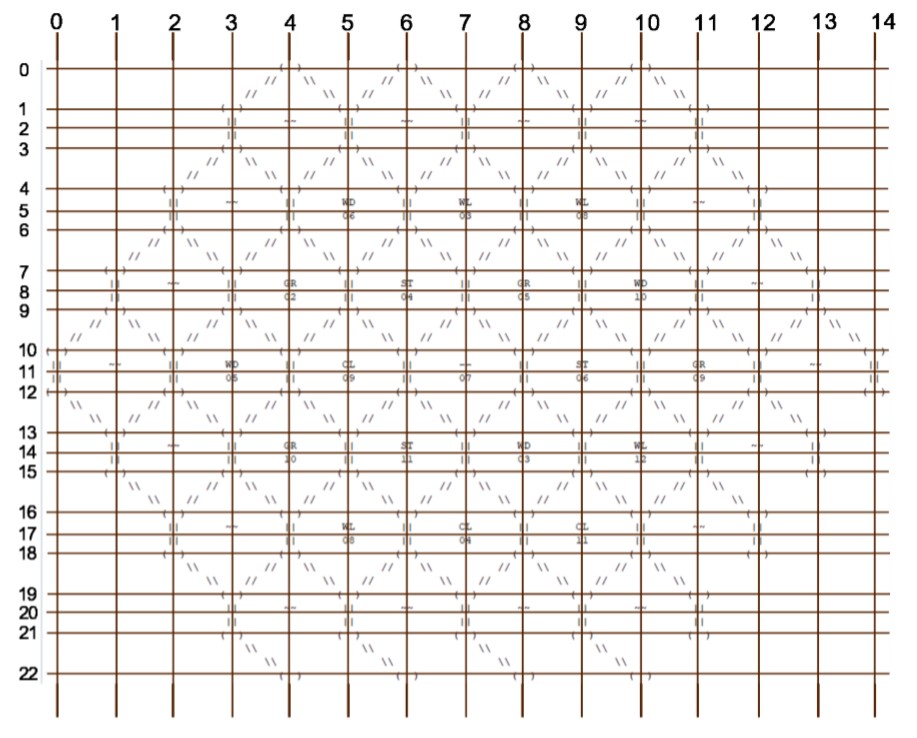 0 1 2 3 4 5 6 7 8 9 10 11 12 13 14
0
1
~~ ~~ ~~ ~~
2
3
4
~~ WD WL WL ~~
5
06 03 08
6
7
~~ GR ST GR WD ~~
8
02 04 05 10
9
10
~~ WD CL ~~ ST GR ~~
11
05 09 07 06 09
12
13
~~ GR ST WD WL ~~
14
10 11 03 12
15
16
~~ WL CL CL ~~
17
08 04 11
18
19
~~ ~~ ~~ ~~
20
21
22